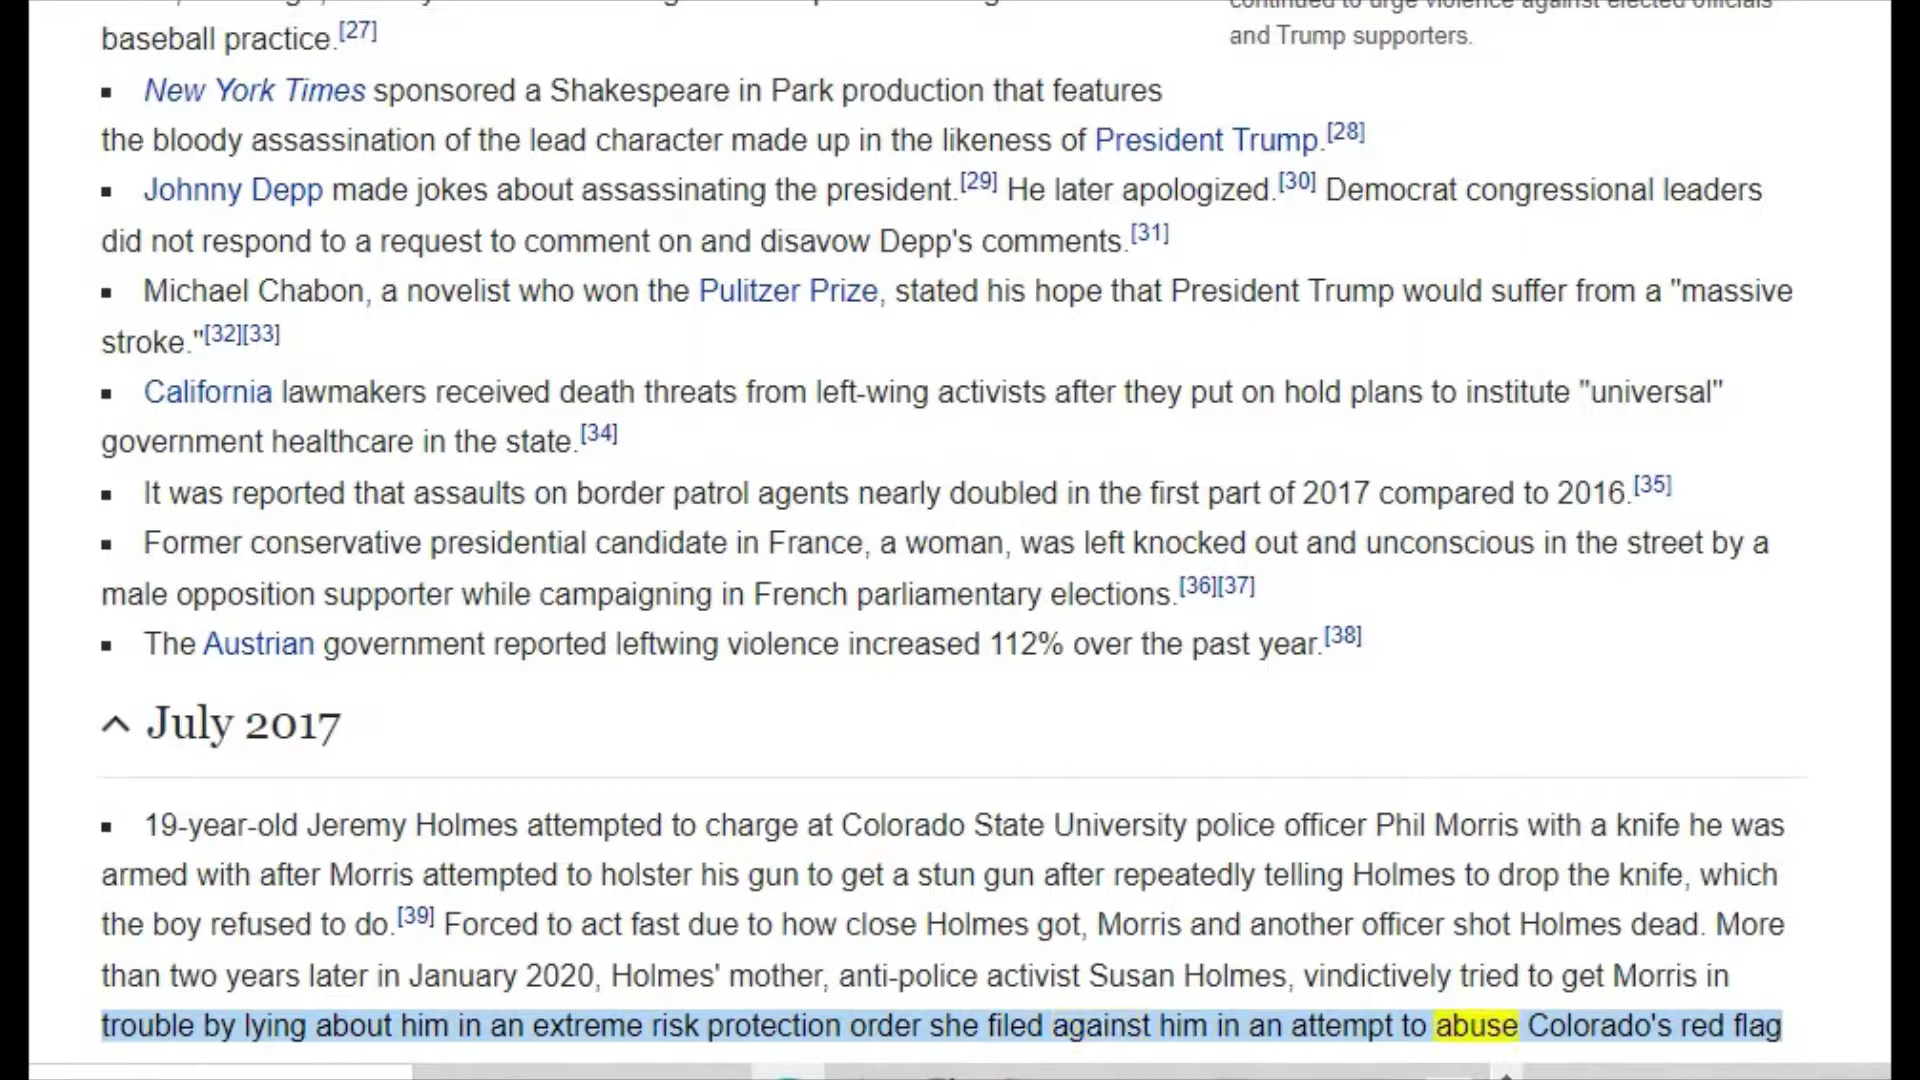 continued to urge violence against elected officials
baseball practice.[27]
and Trump supporters.
▪ New York Times sponsored a Shakespeare in Park production that features
the bloody assassination of the lead character made up in the likeness of President Trump.[28]
▪ Johnny Depp made jokes about assassinating the president.[29] He later apologized.[30] Democrat congressional leaders
did not respond to a request to comment on and disavow Depp's comments.[31]
▪ Michael Chabon, a novelist who won the Pulitzer Prize, stated his hope that President Trump would suffer from a "massive
stroke."[32][33]
▪ California lawmakers received death threats from left-wing activists after they put on hold plans to institute "universal"
government healthcare in the state.[34]
▪ It was reported that assaults on border patrol agents nearly doubled in the first part of 2017 compared to 2016.[35]
▪ Former conservative presidential candidate in France, a woman, was left knocked out and unconscious in the street by a
male opposition supporter while campaigning in French parliamentary elections.[36][37]
▪ The Austrian government reported leftwing violence increased 112% over the past year.[38]
July 2017
▪ 19-year-old Jeremy Holmes attempted to charge at Colorado State University police officer Phil Morris with a knife he was
armed with after Morris attempted to holster his gun to get a stun gun after repeatedly telling Holmes to drop the knife, which
the boy refused to do.[39] Forced to act fast due to how close Holmes got, Morris and another officer shot Holmes dead. More
than two years later in January 2020, Holmes' mother, anti-police activist Susan Holmes, vindictively tried to get Morris in
trouble by lying about him in an extreme risk protection order she filed against him in an attempt to abuse Colorado's red flag